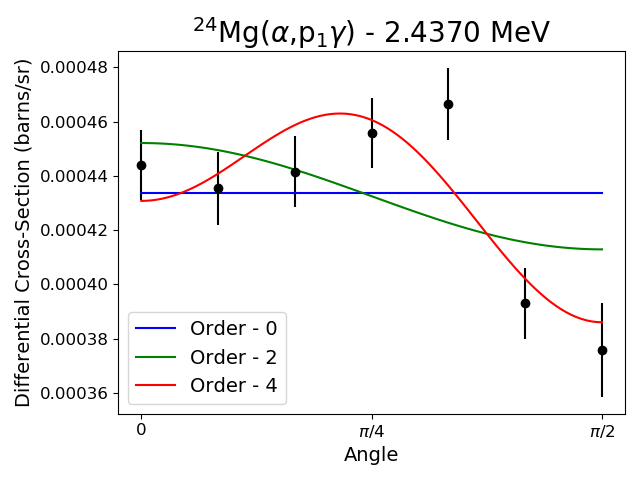 ²⁴Mg(α,p₁γ) - 2.4370 MeV
Differential Cross-Section (barns/sr)
0.00048
0.00046
0.00044
0.00042
0.00040
0.00038
0.00036
Order - 0
Order - 2
Order - 4
0 π/4 π/2
Angle